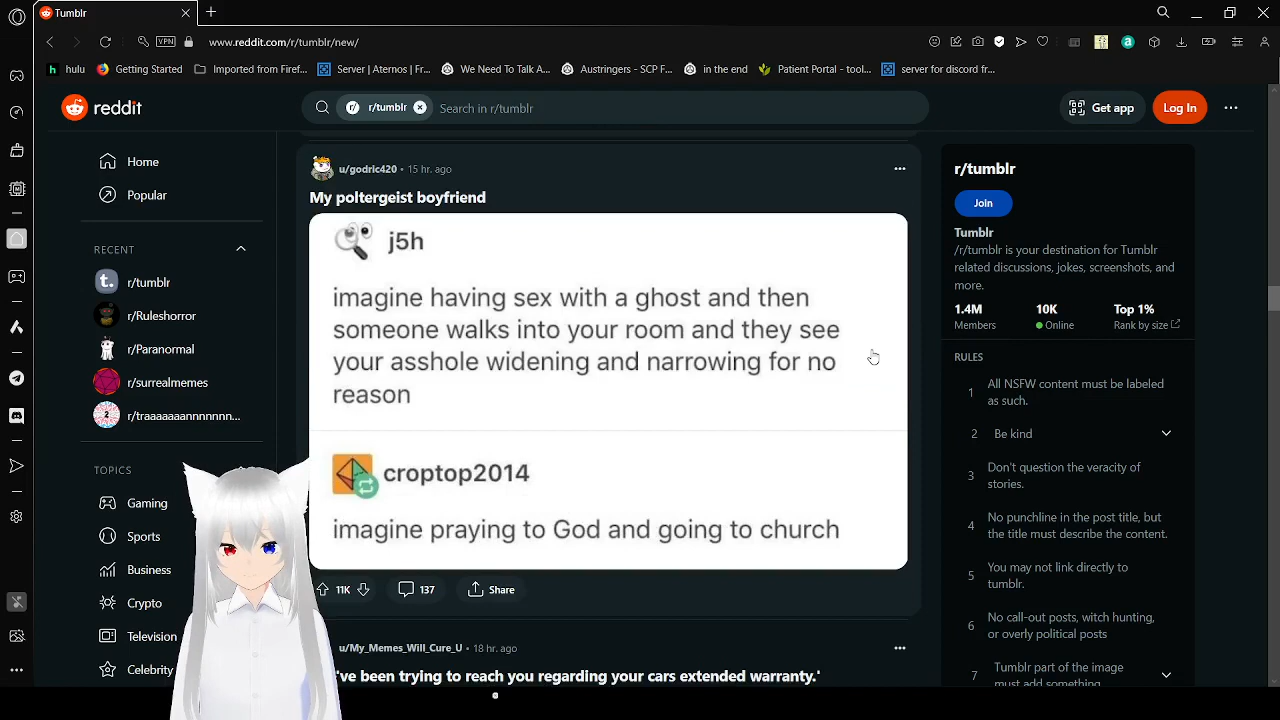 Tumblr
VPN
www.reddit.com/r/tumblr/new/
hulu
Getting Started
Imported from Firef...
Server | Aternos | Fr...
We Need To Talk A...
Austringers - SCP F...
in the end
Patient Portal - tool...
server for discord fr...
reddit
r/tumblr
Search in r/tumblr
Get app
Log In
Home
Popular
RECENT
r/tumblr
r/Ruleshorror
r/Paranormal
r/surrealmemes
r/traaaaaaannnnnnn...
TOPICS
Gaming
Sports
Business
Crypto
Television
Celebrity
u/godric420 • 15 hr. ago
My poltergeist boyfriend
j5h
imagine having sex with a ghost and then
someone walks into your room and they see
your asshole widening and narrowing for no
reason
croptop2014
imagine praying to God and going to church
11K
137
Share
u/My_Memes_Will_Cure_U • 18 hr. ago
've been trying to reach you regarding your cars extended warranty.'
r/tumblr
Join
Tumblr
/r/tumblr is your destination for Tumblr
related discussions, jokes, screenshots, and
more.
1.4M
Members
10K
Online
Top 1%
Rank by size
RULES
1
All NSFW content must be labeled
as such.
2
Be kind
3
Don't question the veracity of
stories.
4
No punchline in the post title, but
the title must describe the content.
5
You may not link directly to
tumblr.
6
No call-out posts, witch hunting,
or overly political posts
7
Tumblr part of the image
must add something